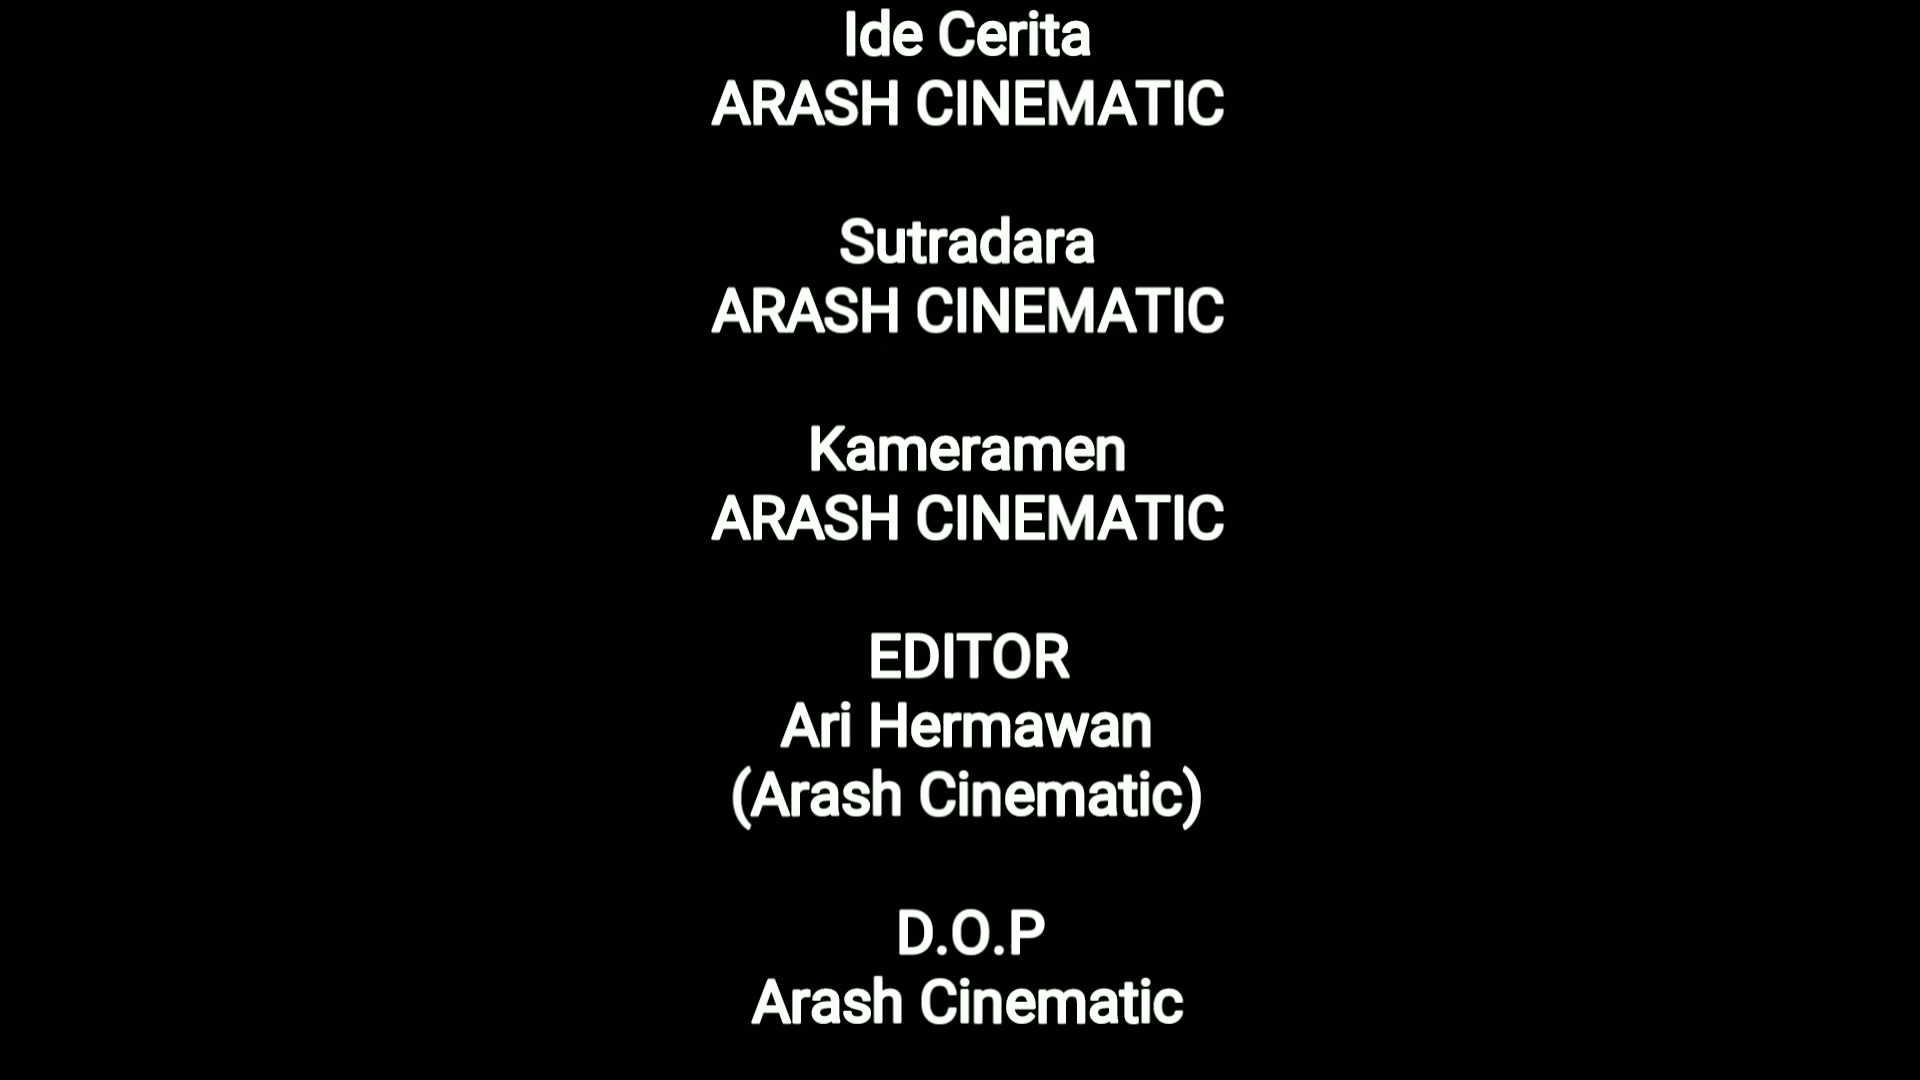 Ide Cerita
ARASH CINEMATIC
Sutradara
ARASH CINEMATIC
Kameramen
ARASH CINEMATIC
EDITOR
Ari Hermawan
(Arash Cinematic)
D.O.P
Arash Cinematic